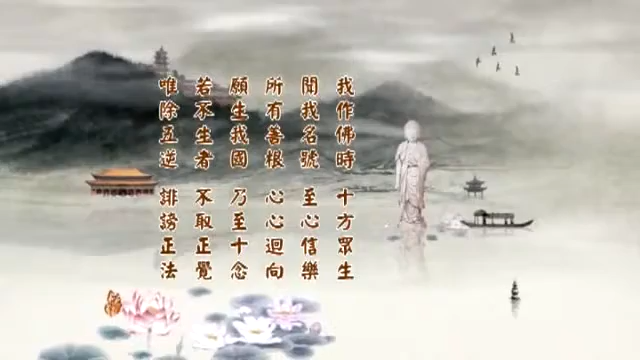 我作佛時 十方眾生
聞我名號 至心信樂
所有善根 心心迴向
願生我國 乃至十念
若不生者 不取正覺
唯除五逆 誹謗正法